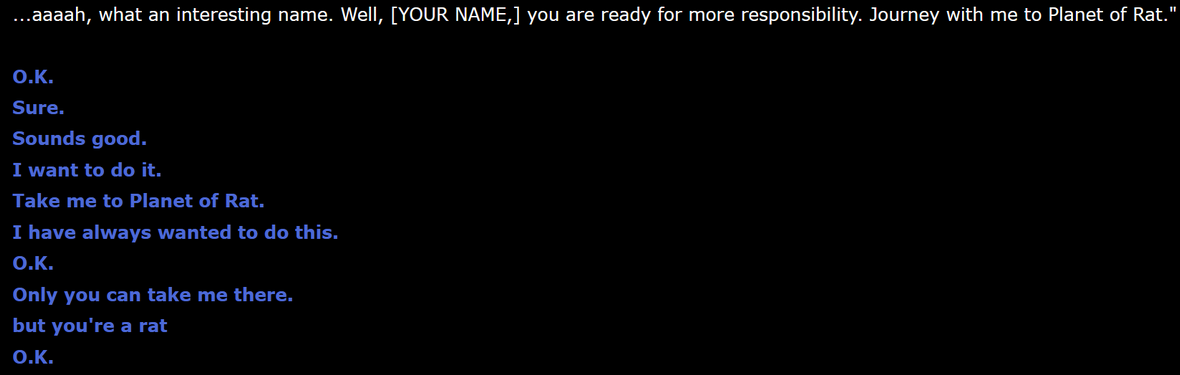 …aaaah, what an interesting name. Well, [YOUR NAME,] you are ready for more responsibility. Journey with me to Planet of Rat."
O.K.
Sure.
Sounds good.
I want to do it.
Take me to Planet of Rat.
I have always wanted to do this.
O.K.
Only you can take me there.
but you're a rat
O.K.